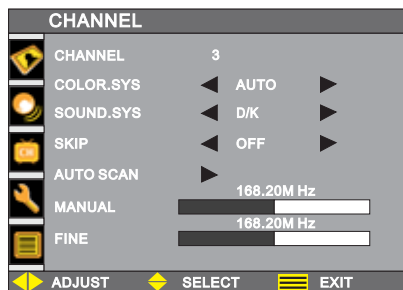 CHANNEL
CHANNEL 3
COLOR.SYS AUTO
SOUND.SYS D/K
SKIP OFF
AUTO SCAN
168.20M Hz
MANUAL
168.20M Hz
FINE
ADJUST SELECT EXIT
CH